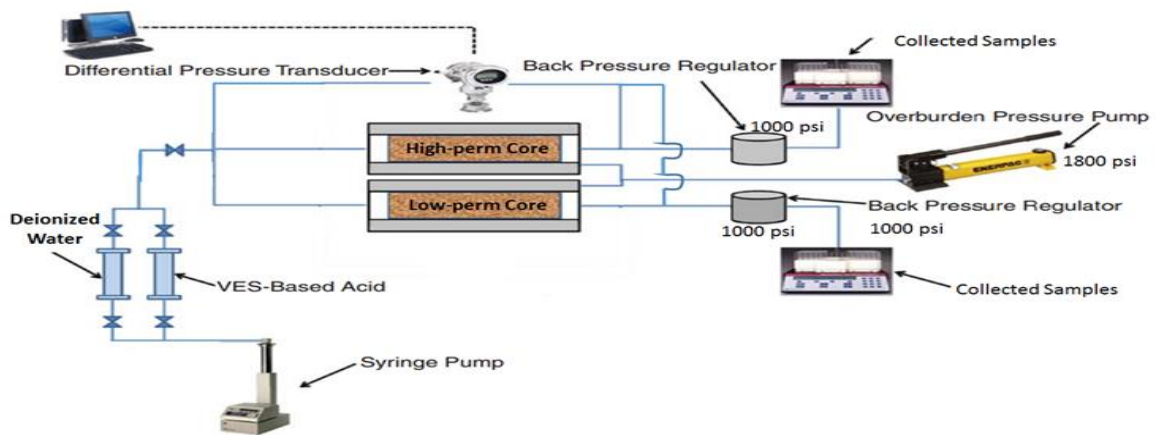 Collected Samples
Differential Pressure Transducer
Back Pressure Regulator
1000 psi
Overburden Pressure Pump
1800 psi
ENERPAC
High-perm Core
Low-perm Core
Back Pressure Regulator
1000 psi
1000 psi
Deionized
Water
VES-Based Acid
Collected Samples
Syringe Pump